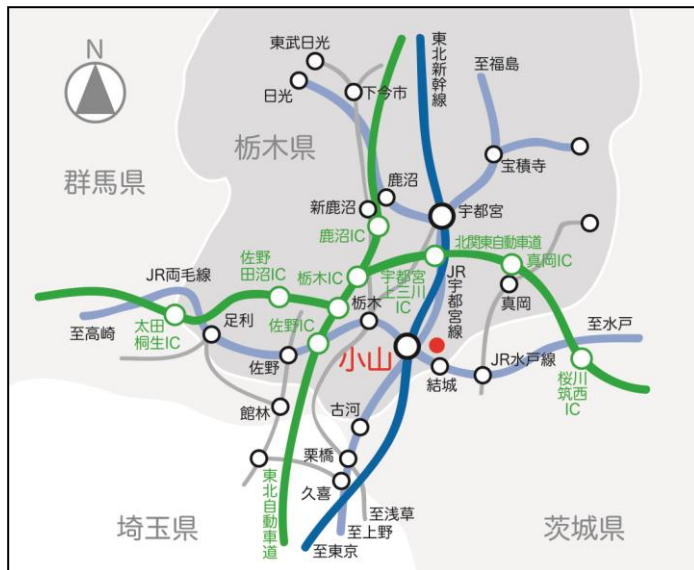 N
東武日光
日光
下今市
東北新幹線
至福島
宝積寺
栃木県
群馬県
鹿沼
新鹿沼
鹿沼IC
宇都宮
北関東自動車道
真岡IC
真岡
佐野
田沼IC
栃木IC
宇都宮
上三川
IC
JR宇都宮線
JR両毛線
至高崎
太田
桐生IC
足利
佐野IC
栃木
佐野
小山
結城
JR水戸線
至水戸
桜川
筑西
IC
館林
古河
栗橋
久喜
東北自動車道
至浅草
至上野
至東京
埼玉県
茨城県